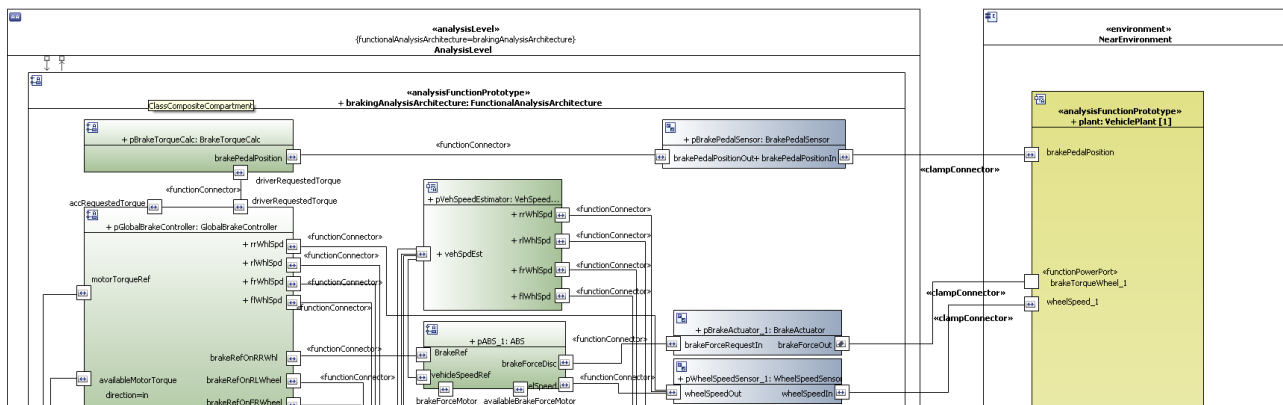 «analysisLevel»
{functionalAnalysisArchitecture=brakingAnalysisArchitecture}
AnalysisLevel
«environment»
NearEnvironment
«analysisFunctionPrototype»
+ brakingAnalysisArchitecture: FunctionalAnalysisArchitecture
ClassCompositeCompartment
«analysisFunctionPrototype»
+ plant: VehiclePlant [1]
+ pBrakeTorqueCalc: BrakeTorqueCalc
brakePedalPosition
«functionConnector»
+ pBrakePedalSensor: BrakePedalSensor
brakePedalPositionOut
+ brakePedalPositionIn
brakePedalPosition
«clampConnector»
driverRequestedTorque
«functionConnector»
accRequestedTorque
driverRequestedTorque
+ pGlobalBrakeController: GlobalBrakeController
+ rrWhlSpd
«functionConnector»
+ rlWhlSpd
«functionConnector»
+ frWhlSpd
«functionConnector»
+ flWhlSpd
«functionConnector»
motorTorqueRef
+ pVehSpeedEstimator: VehSpeed...
+ rrWhlSpd
«functionConnector»
+ rlWhlSpd
«functionConnector»
+ vehSpdEst
+ frWhlSpd
«functionConnector»
+ flWhlSpd
«functionConnector»
«functionPowerPort»
brakeTorqueWheel_1
«clampConnector»
wheelSpeed_1
«clampConnector»
+ pABS_1: ABS
BrakeRef
brakeForceDisc
«functionConnector»
vehicleSpeedRef
elSpeed
«functionConnector»
brakeForceMotor
availableBrakeForceMotor
+ pBrakeActuator_1: BrakeActuator
brakeForceRequestIn
brakeForceOut
+ pWheelSpeedSensor_1: WheelSpeedSensor
wheelSpeedOut
wheelSpeedIn
brakeRefOnRRWhl
«functionConnector»
availableMotorTorque
brakeRefOnRLWheel
«functionConnector»
direction=in
brakeRefOnFRWheel